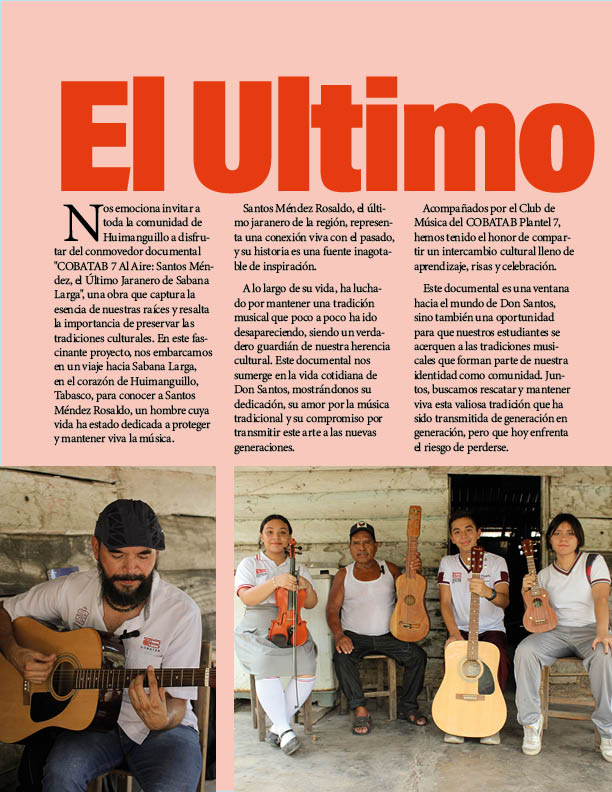 El Ultimo
Nos emociona invitar a
toda la comunidad de
Huimanguillo a disfru-
tar del conmovedor documental
"COBATAB 7 Al Aire: Santos Mén-
dez, el Último Jaranero de Sabana
Larga", una obra que captura la
esencia de nuestras raíces y resalta
la importancia de preservar las
tradiciones culturales. En este fas-
cinante proyecto, nos embarcamos
en un viaje hacia Sabana Larga,
en el corazón de Huimanguillo,
Tabasco, para conocer a Santos
Méndez Rosaldo, un hombre cuya
vida ha estado dedicada a proteger
y mantener viva la música.
Santos Méndez Rosaldo, el últi-
mo jaranero de la región, represen-
ta una conexión viva con el pasado,
y su historia es una fuente inagota-
ble de inspiración.
A lo largo de su vida, ha lucha-
do por mantener una tradición
musical que poco a poco ha ido
desapareciendo, siendo un verda-
dero guardián de nuestra herencia
cultural. Este documental nos
sumerge en la vida cotidiana de
Don Santos, mostrándonos su
dedicación, su amor por la música
tradicional y su compromiso por
transmitir este arte a las nuevas
generaciones.
Acompañados por el Club de
Música del COBATAB Plantel 7,
hemos tenido el honor de compar-
tir un intercambio cultural lleno de
aprendizaje, risas y celebración.
Este documental es una ventana
hacia el mundo de Don Santos,
sino también una oportunidad
para que nuestros estudiantes se
acerquen a las tradiciones musi-
cales que forman parte de nuestra
identidad como comunidad. Jun-
tos, buscamos rescatar y mantener
viva esta valiosa tradición que ha
sido transmitida de generación en
generación, pero que hoy enfrenta
el riesgo de perderse.